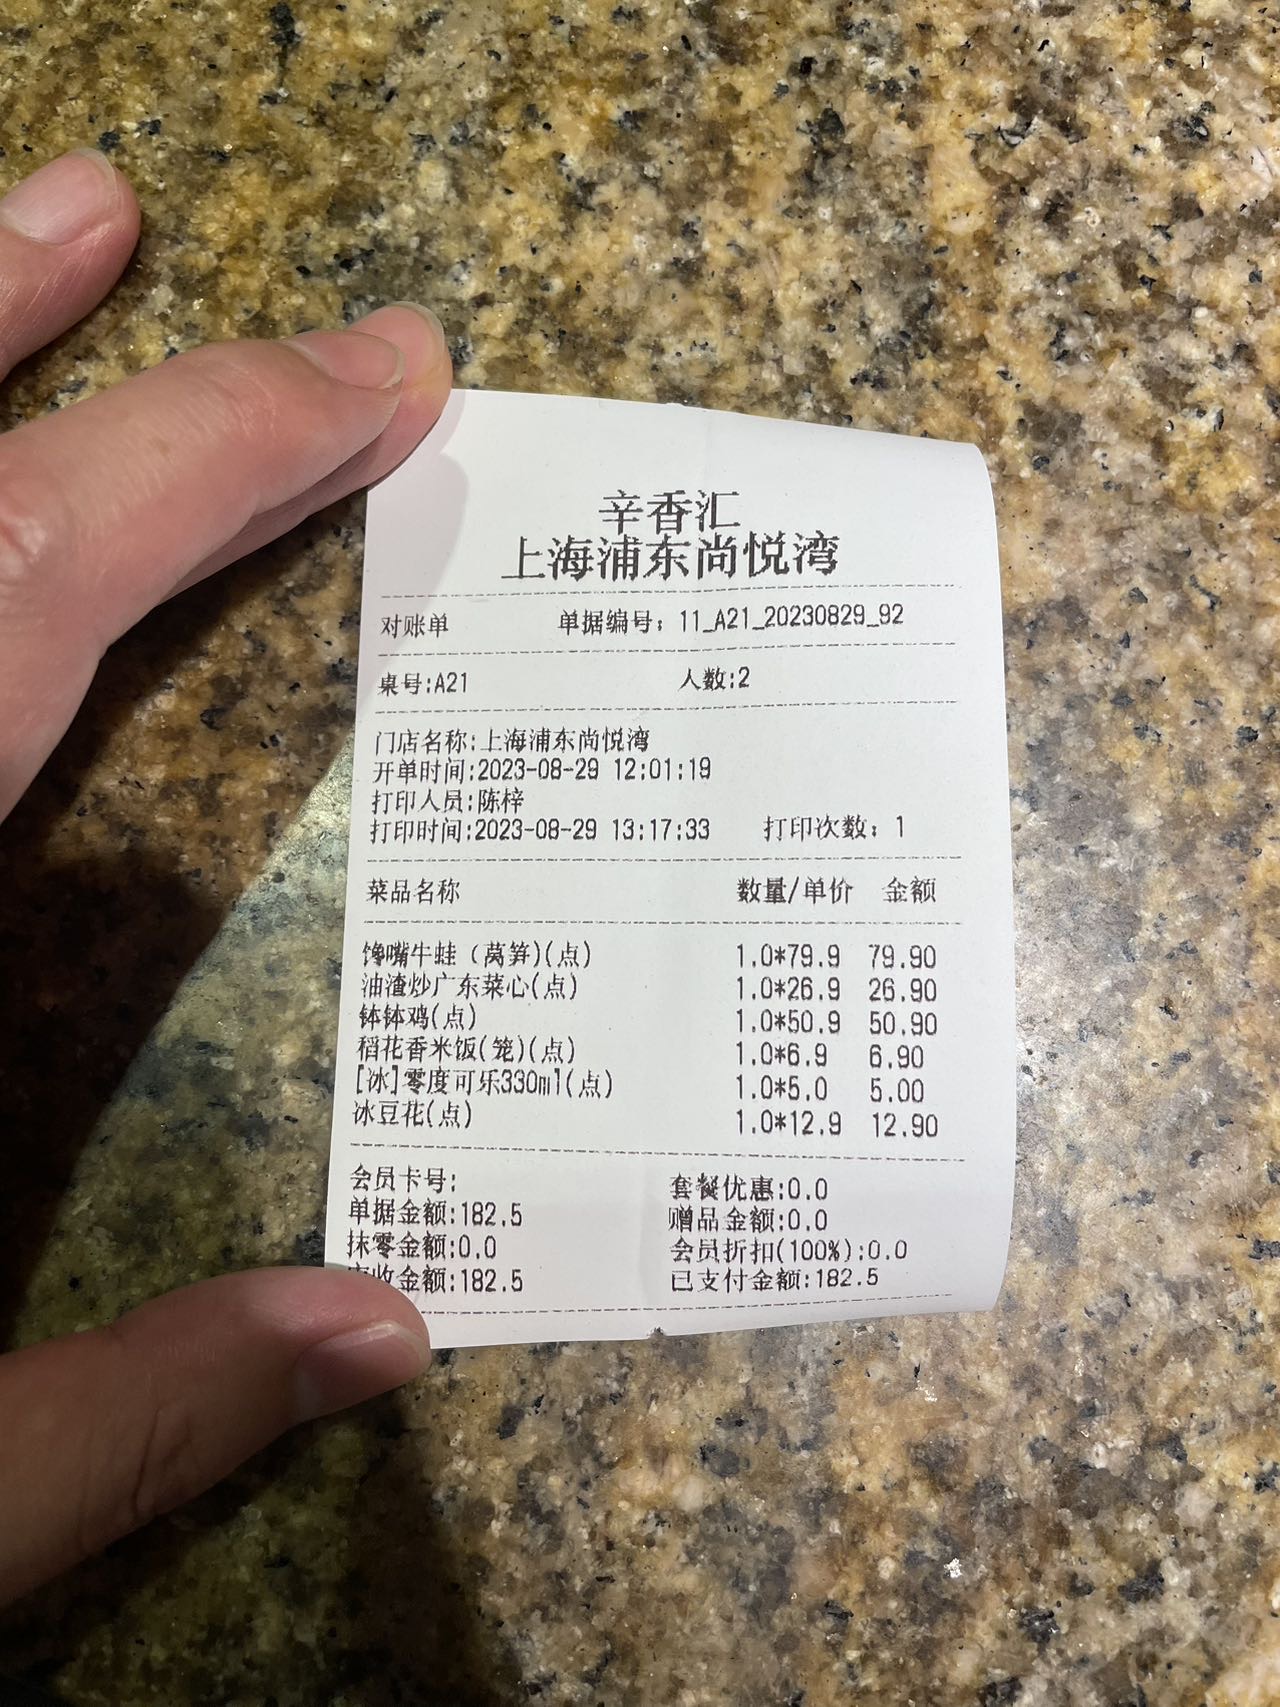 辛香汇
上海浦东尚悦湾
对账单 单据编号：11_A21_20230829_92
桌号:A21 人数:2
门店名称:上海浦东尚悦湾
开单时间:2023-08-29 12:01:19
打印人员:陈梓
打印时间:2023-08-29 13:17:33 打印次数：1
菜品名称 数量/单价 金额
馋嘴牛蛙（莴笋)(点) 1.0*79.9 79.90
油渣炒广东菜心(点) 1.0*26.9 26.90
钵钵鸡(点) 1.0*50.9 50.90
稻花香米饭(笼)(点) 1.0*6.9 6.90
[冰]零度可乐330ml(点) 1.0*5.0 5.00
冰豆花(点) 1.0*12.9 12.90
会员卡号: 套餐优惠:0.0
单据金额:182.5 赠品金额:0.0
抹零金额:0.0 会员折扣(100%):0.0
收金额:182.5 已支付金额:182.5